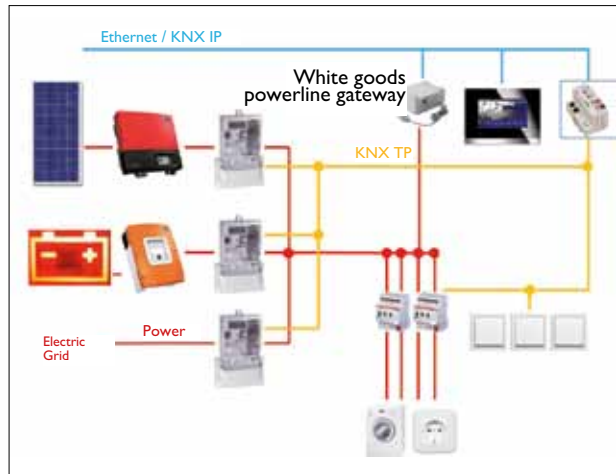 Ethernet / KNX IP
White goods
powerline gateway
KNX TP
Power
Electric
Grid